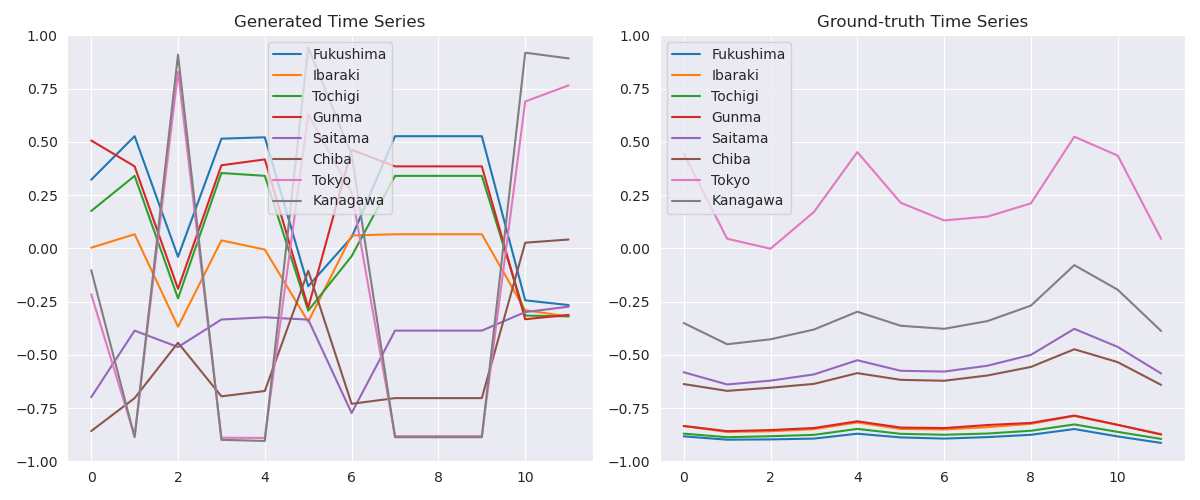 Generated Time Series
1.00
0.75
0.50
0.25
0.00
−0.25
−0.50
−0.75
−1.00
0
2
4
6
8
10
Fukushima
Ibaraki
Tochigi
Gunma
Saitama
Chiba
Tokyo
Kanagawa
Ground-truth Time Series
1.00
0.75
0.50
0.25
0.00
−0.25
−0.50
−0.75
−1.00
0
2
4
6
8
10
Fukushima
Ibaraki
Tochigi
Gunma
Saitama
Chiba
Tokyo
Kanagawa